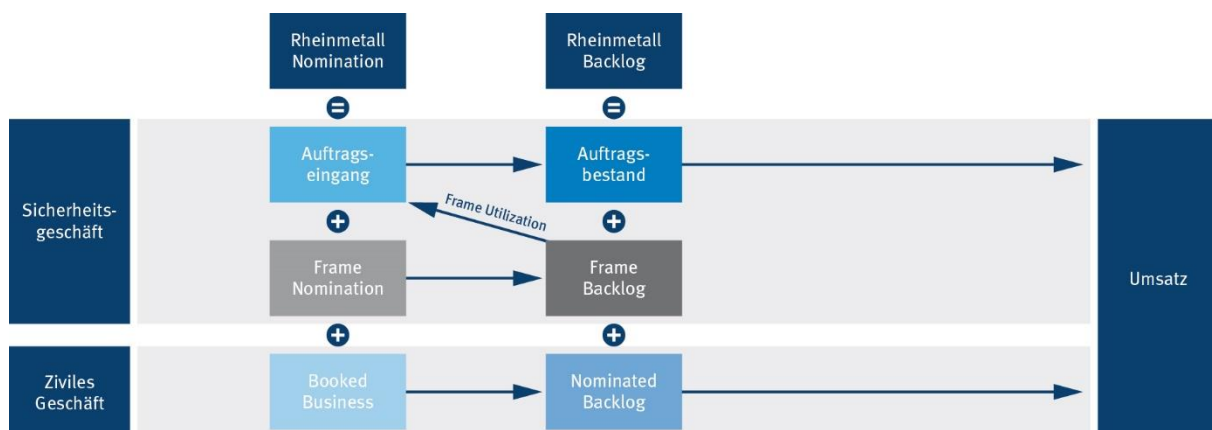 Rheinmetall
Nomination
Rheinmetall
Backlog
=
=
Sicherheits-
geschäft
Auftrags-
eingang
Auftrags-
bestand
Frame Utilization
+
+
Frame
Nomination
Frame
Backlog
Umsatz
+
+
Ziviles
Geschäft
Booked
Business
Nominated
Backlog